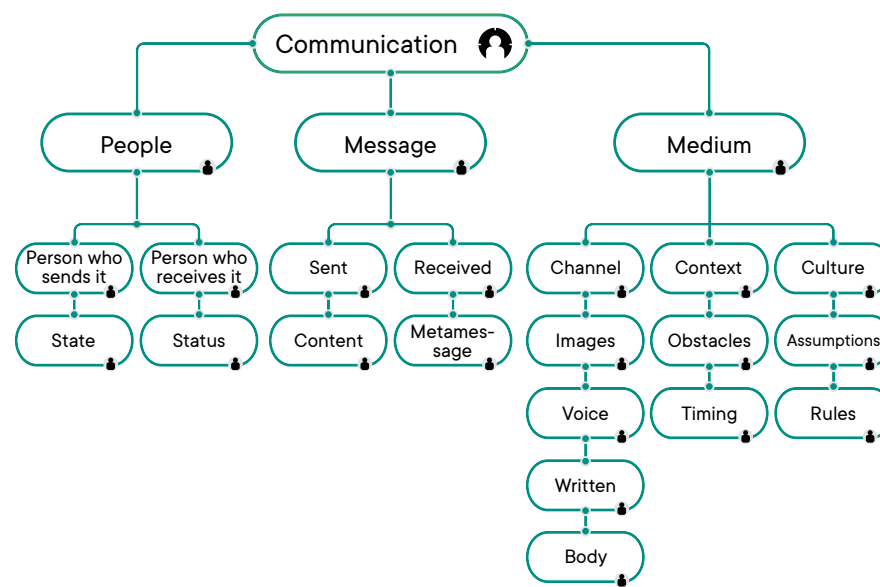 Communication
People
Message
Medium
Person who
sends it
Person who
receives it
Sent
Received
Channel
Context
Culture
State
Status
Content
Metames-
sage
Images
Obstacles
Assumptions
Voice
Timing
Rules
Written
Body